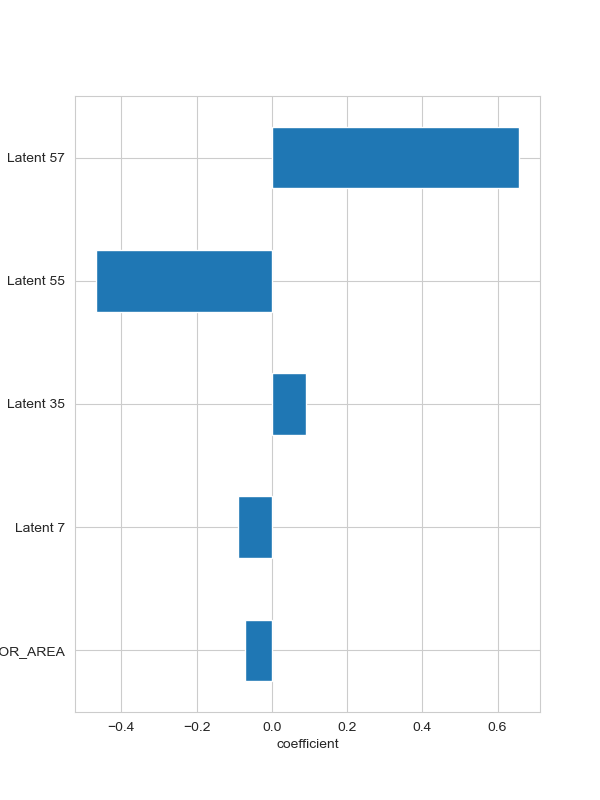 Latent 57
Latent 55
Latent 35
Latent 7
OR_AREA
−0.4 −0.2 0.0 0.2 0.4 0.6
coefficient